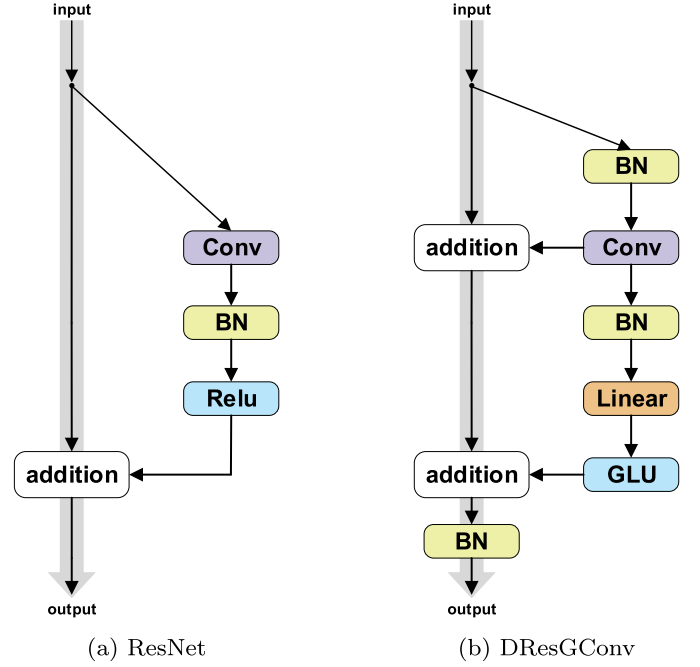 input
Conv
BN
Relu
addition
output
(a) ResNet
input
BN
addition
Conv
BN
Linear
addition
GLU
BN
output
(b) DResGConv